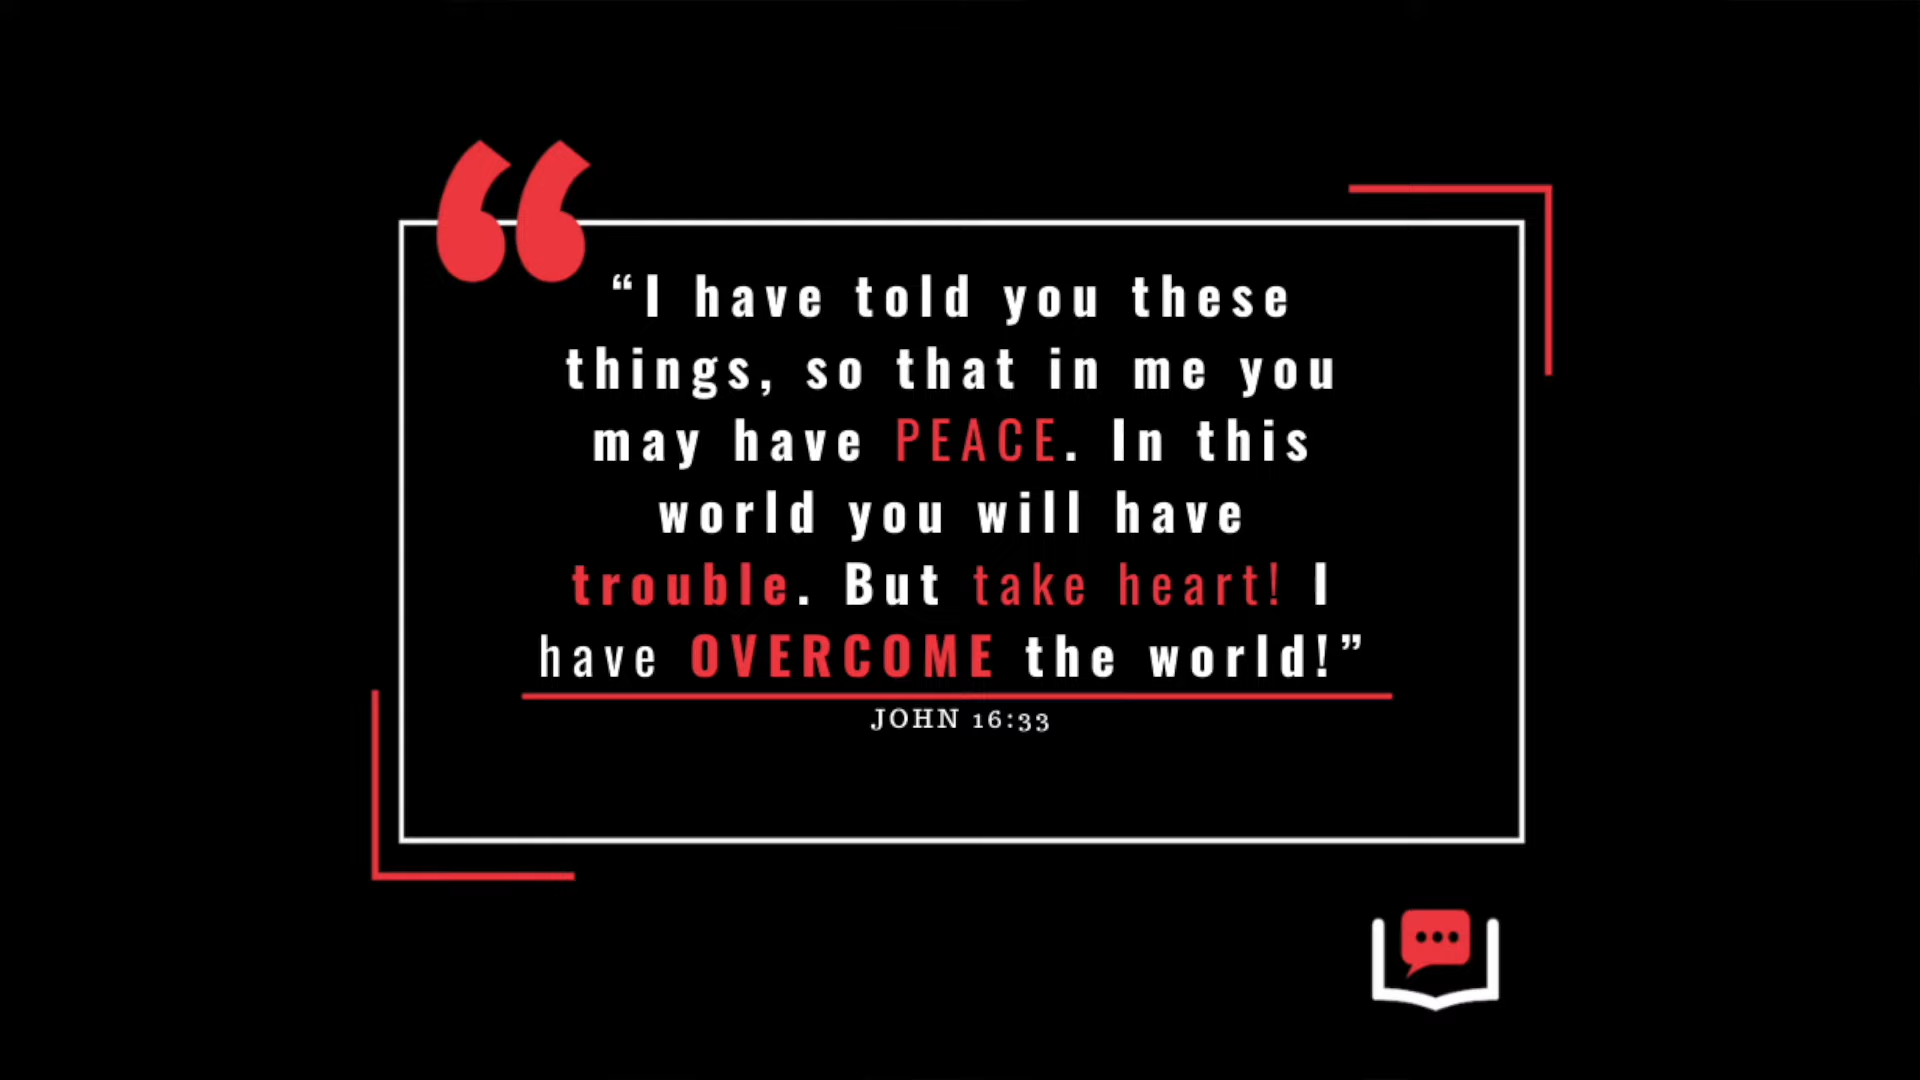 “I have told you these
things, so that in me you
may have PEACE. In this
world you will have
trouble. But take heart! I
have OVERCOME the world!”
JOHN 16:33